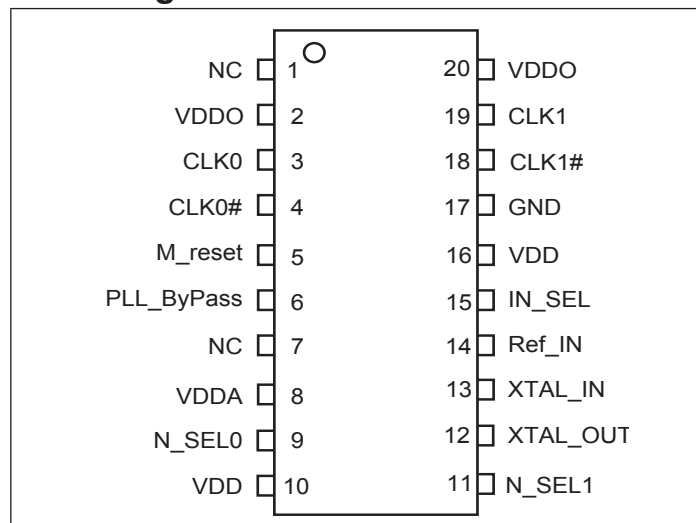 NC 1 20 VDDO
VDDO 2 19 CLK1
CLK0 3 18 CLK1#
CLK0# 4 17 GND
M_reset 5 16 VDD
PLL_ByPass 6 15 IN_SEL
NC 7 14 Ref_IN
VDDA 8 13 XTAL_IN
N_SEL0 9 12 XTAL_OUT
VDD 10 11 N_SEL1